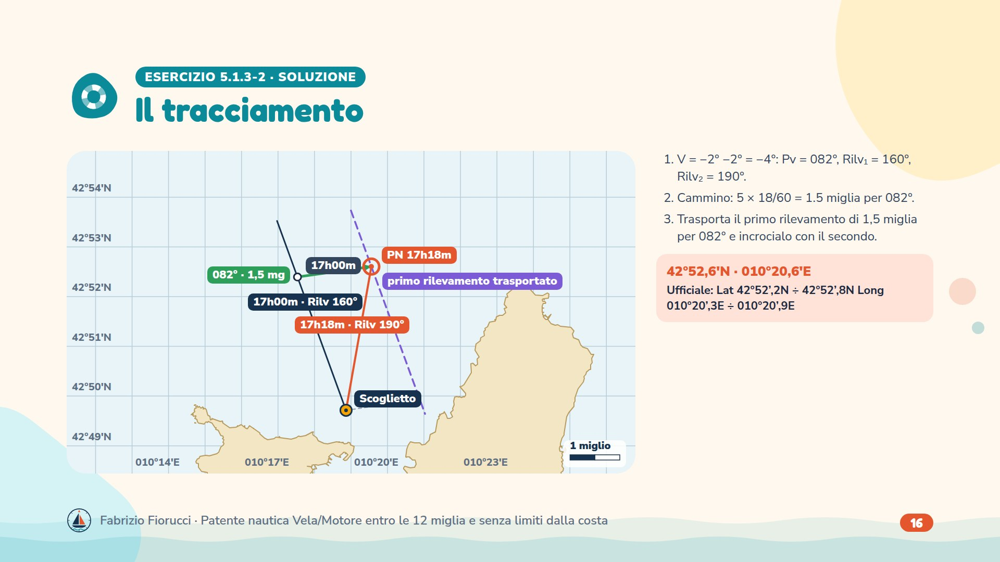 ESERCIZIO 5.1.3-2 · SOLUZIONE
Il tracciamento
42°54'N
42°53'N
42°52'N
42°51'N
42°50'N
42°49'N
010°14'E
010°17'E
010°20'E
010°23'E
PN 17h18m
17h00m
082° · 1,5 mg
primo rilevamento trasportato
17h00m · Rilv 160°
17h18m · Rilv 190°
Scoglietto
1 miglio
1. V = −2° −2° = −4°: Pv = 082°, Rilv₁ = 160°,
Rilv₂ = 190°.
2. Cammino: 5 × 18/60 = 1.5 miglia per 082°.
3. Trasporta il primo rilevamento di 1,5 miglia
per 082° e incrocialo con il secondo.
42°52,6'N · 010°20,6'E
Ufficiale: Lat 42°52’,2N ÷ 42°52’,8N Long
010°20’,3E ÷ 010°20’,9E
Fabrizio Fiorucci · Patente nautica Vela/Motore entro le 12 miglia e senza limiti dalla costa
16